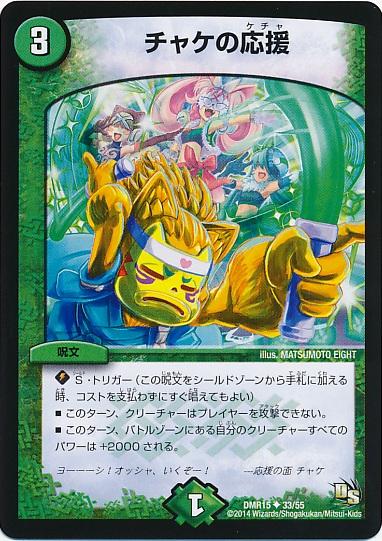 3
チャケの応援
ケチャ
illus. MATSUMOTO EIGHT
呪文
S・トリガー(この呪文をシールドゾーンから手札に加える
時、コストを支払わずにすぐ唱えてもよい)
■ このターン、クリーチャーはプレイヤーを攻撃できない。
■ このターン、バトルゾーンにある自分のクリーチャーすべての
パワーは +2000 される。
ヨーーーシ!オッシャ、いくぞー! ---応援の面 チャケ
1
DMR15 ◆ 33/55
©2014 Wizards/Shogakukan/Mitsui-Kids
DS